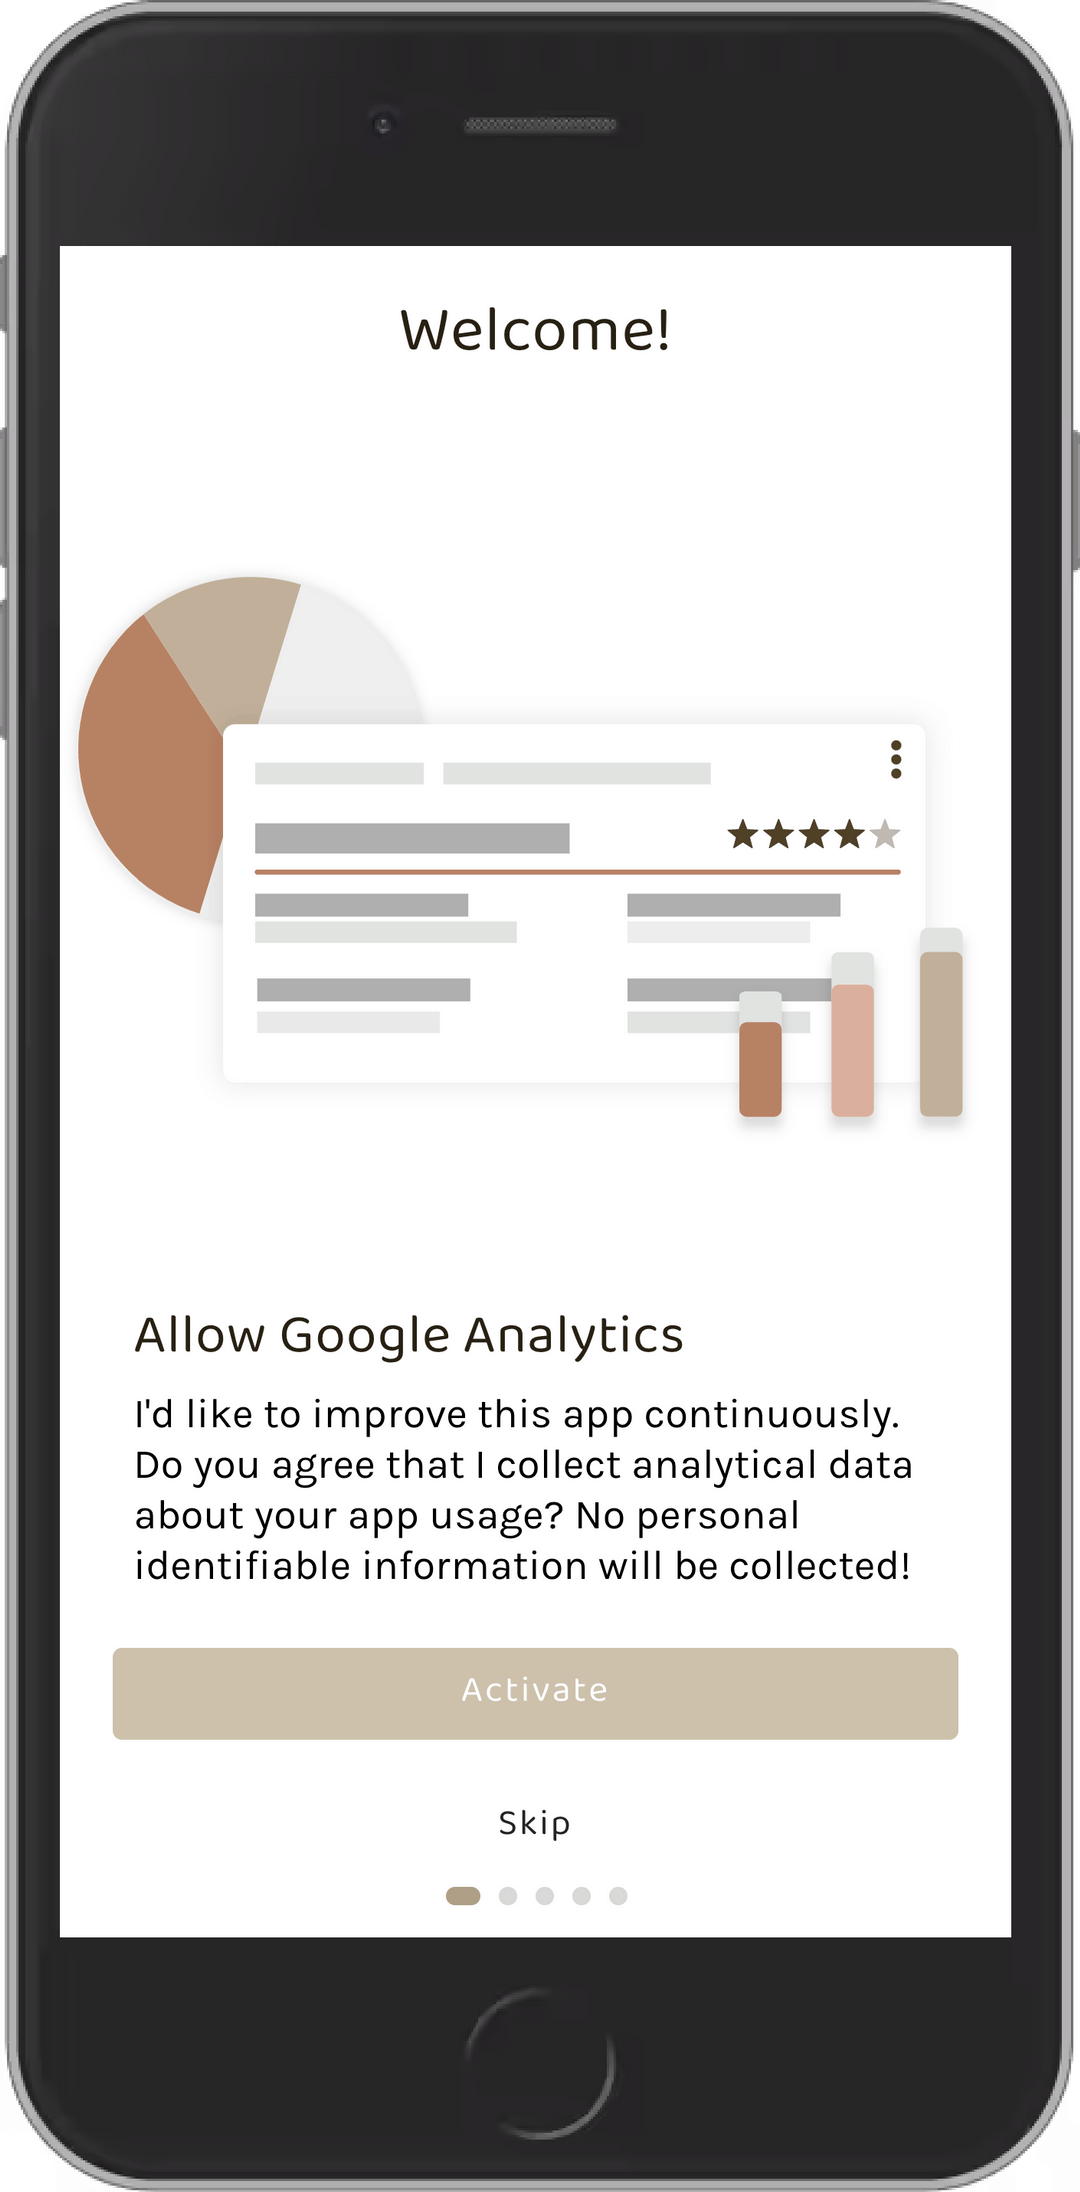 Welcome!
Allow Google Analytics
I'd like to improve this app continuously.
Do you agree that I collect analytical data
about your app usage? No personal
identifiable information will be collected!
Activate
Skip